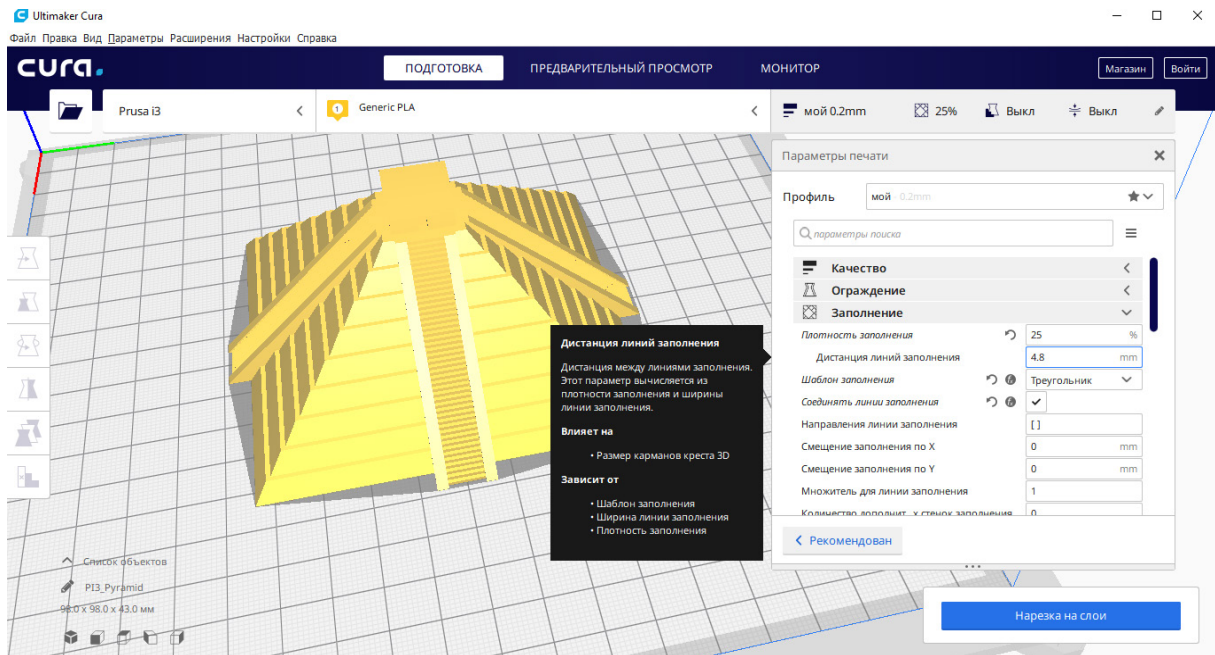 Ultimaker Cura
Файл Правка Вид Параметры Расширения Настройки Справка
cura.
ПОДГОТОВКА
ПРЕДВАРИТЕЛЬНЫЙ ПРОСМОТР
МОНИТОР
Магазин
Войти
Prusa i3
1
Generic PLA
мой 0.2mm
25%
Выкл
Выкл
Параметры печати
Профиль
мой 0.2mm
параметры поиска
Качество
Ограждение
Заполнение
Плотность заполнения 25 %
Дистанция линий заполнения 4.8 mm
Шаблон заполнения Треугольник
Соединять линии заполнения
Направления линии заполнения [ ]
Смещение заполнения по X 0 mm
Смещение заполнения по Y 0 mm
Множитель для линии заполнения 1
Количество дополнит х стенок заполнения 0
Рекомендован
Дистанция линий заполнения
Дистанция между линиями заполнения.
Этот параметр вычисляется из
плотности заполнения и ширины
линии заполнения.
Влияет на
• Размер карманов креста 3D
Зависит от
• Шаблон заполнения
• Ширина линии заполнения
• Плотность заполнения
Список объектов
PI3_Pyramid
98.0 x 98.0 x 43.0 мм
Нарезка на слои